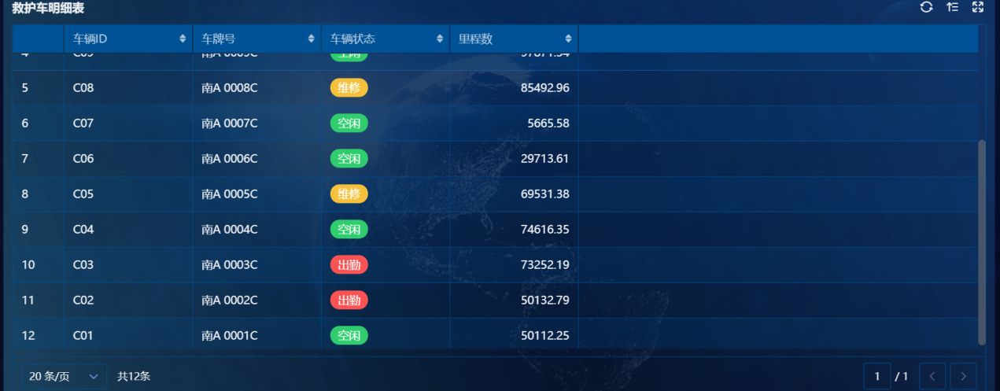 救护车明细表
车辆ID 车牌号 车辆状态 里程数
5 C08 南A 0008C 维修 85492.96
6 C07 南A 0007C 空闲 5665.58
7 C06 南A 0006C 空闲 29713.61
8 C05 南A 0005C 维修 69531.38
9 C04 南A 0004C 空闲 74616.35
10 C03 南A 0003C 出勤 73252.19
11 C02 南A 0002C 出勤 50132.79
12 C01 南A 0001C 空闲 50112.25
20 条/页 共12条 1 / 1